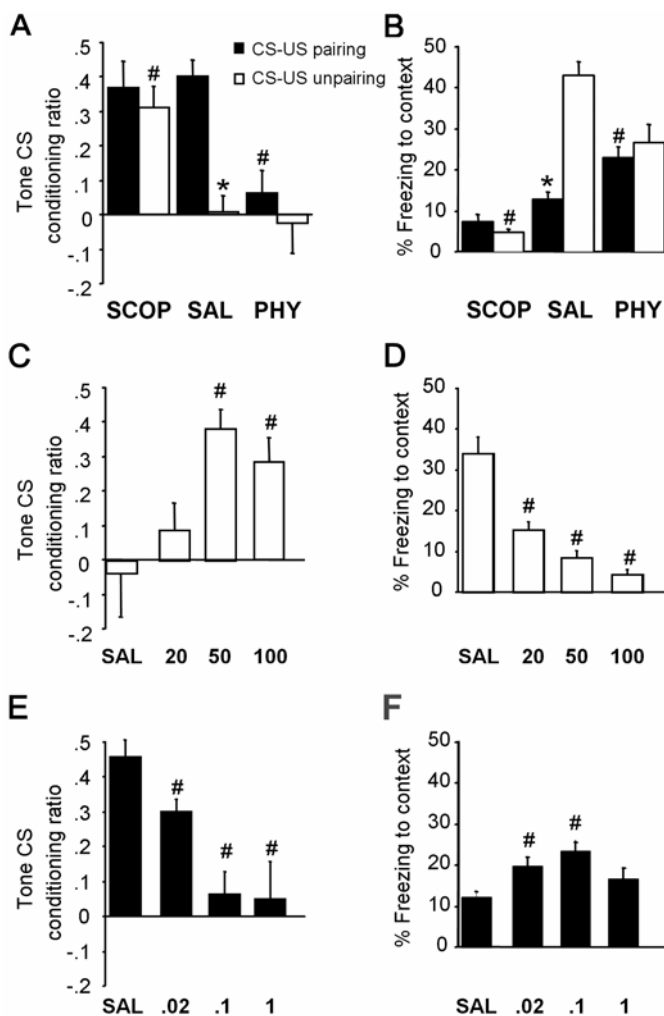 A
Tone CS
conditioning ratio
.5
.4
.3
.2
.1
0
-.1
-.2
#
*
#
CS-US pairing
CS-US unpairing
SCOP SAL PHY
B
% Freezing to context
50
40
30
20
10
0
#
*
#
SCOP SAL PHY
C
Tone CS
conditioning ratio
.5
.4
.3
.2
.1
0
-.1
-.2
#
#
SAL 20 50 100
D
% Freezing to context
50
40
30
20
10
0
#
#
#
SAL 20 50 100
E
Tone CS
conditioning ratio
.5
.4
.3
.2
.1
0
-.1
-.2
#
#
#
SAL .02 .1 1
F
% Freezing to context
50
40
30
20
10
0
#
#
SAL .02 .1 1